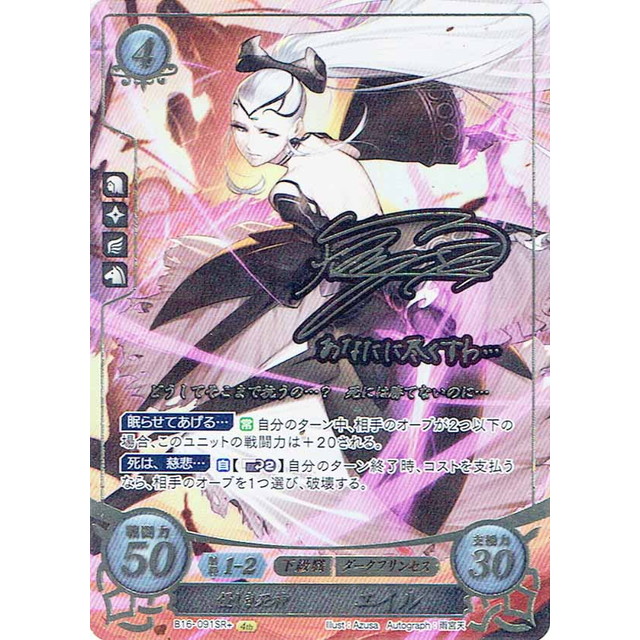 4
あなたに尽くすわ…
どうしてそこまで抗うの…? 死には勝てないのに…
眠らせてあげる… 常 自分のターン中、相手のオーブが2つ以下の
場合、このユニットの戦闘力は+20される。
死は、慈悲… 自【 2】自分のターン終了時、コストを支払う
なら、相手のオーブを1つ選び、破壊する。
戦闘力
50
射程 1-2 下級職 ダークプリンセス
支援力
30
エイル
B16-091SR+ 4th Illust : Azusa Autograph : 雨宮天